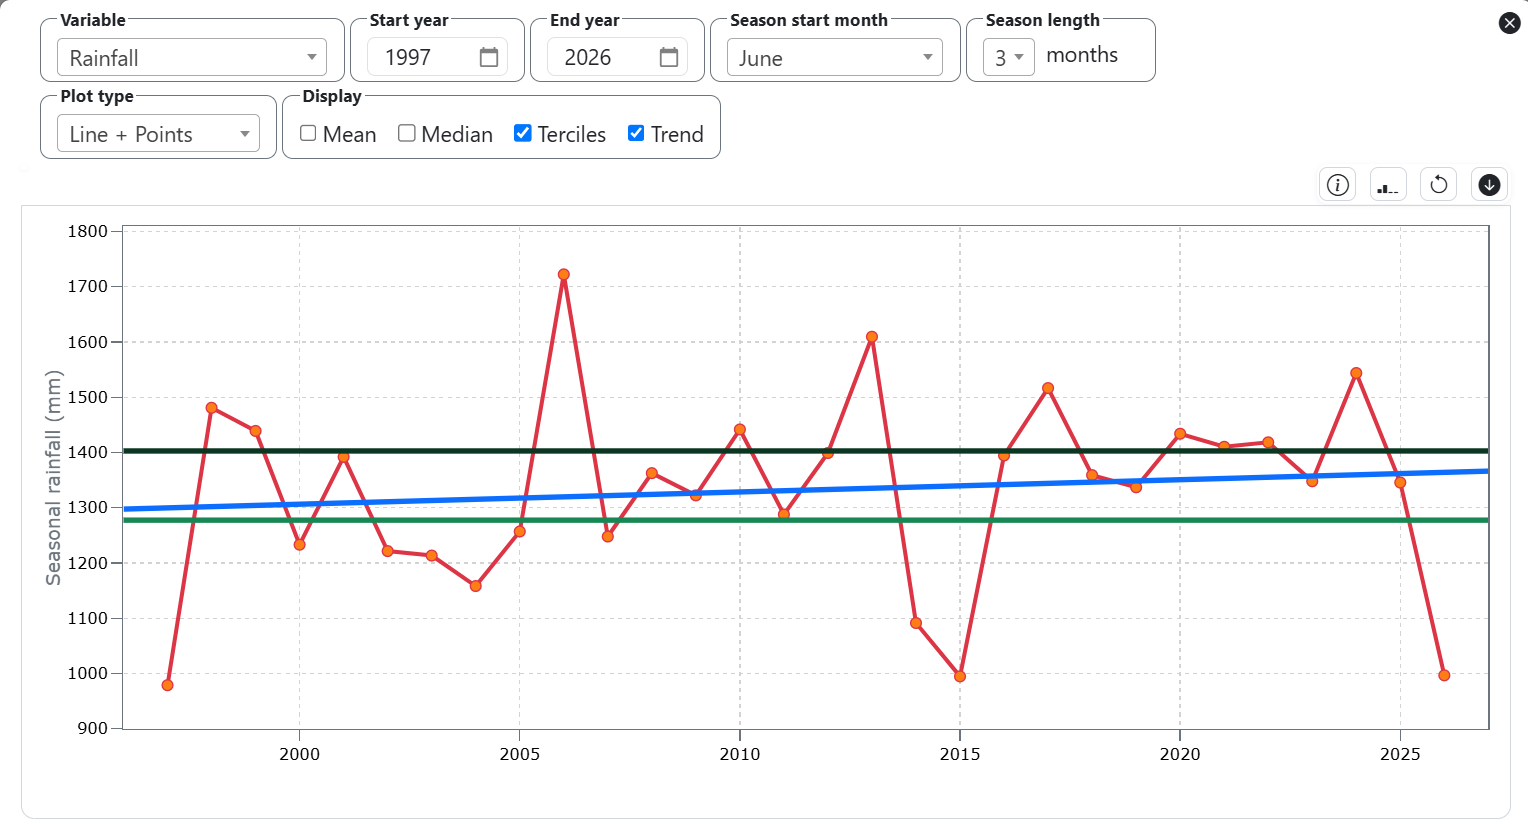 Variable
Rainfall
Start year
1997
End year
2026
Season start month
June
Season length
3 months
Plot type
Line + Points
Display
Mean Median Terciles Trend
Seasonal rainfall (mm)
1800
1700
1600
1500
1400
1300
1200
1100
1000
900
2000 2005 2010 2015 2020 2025